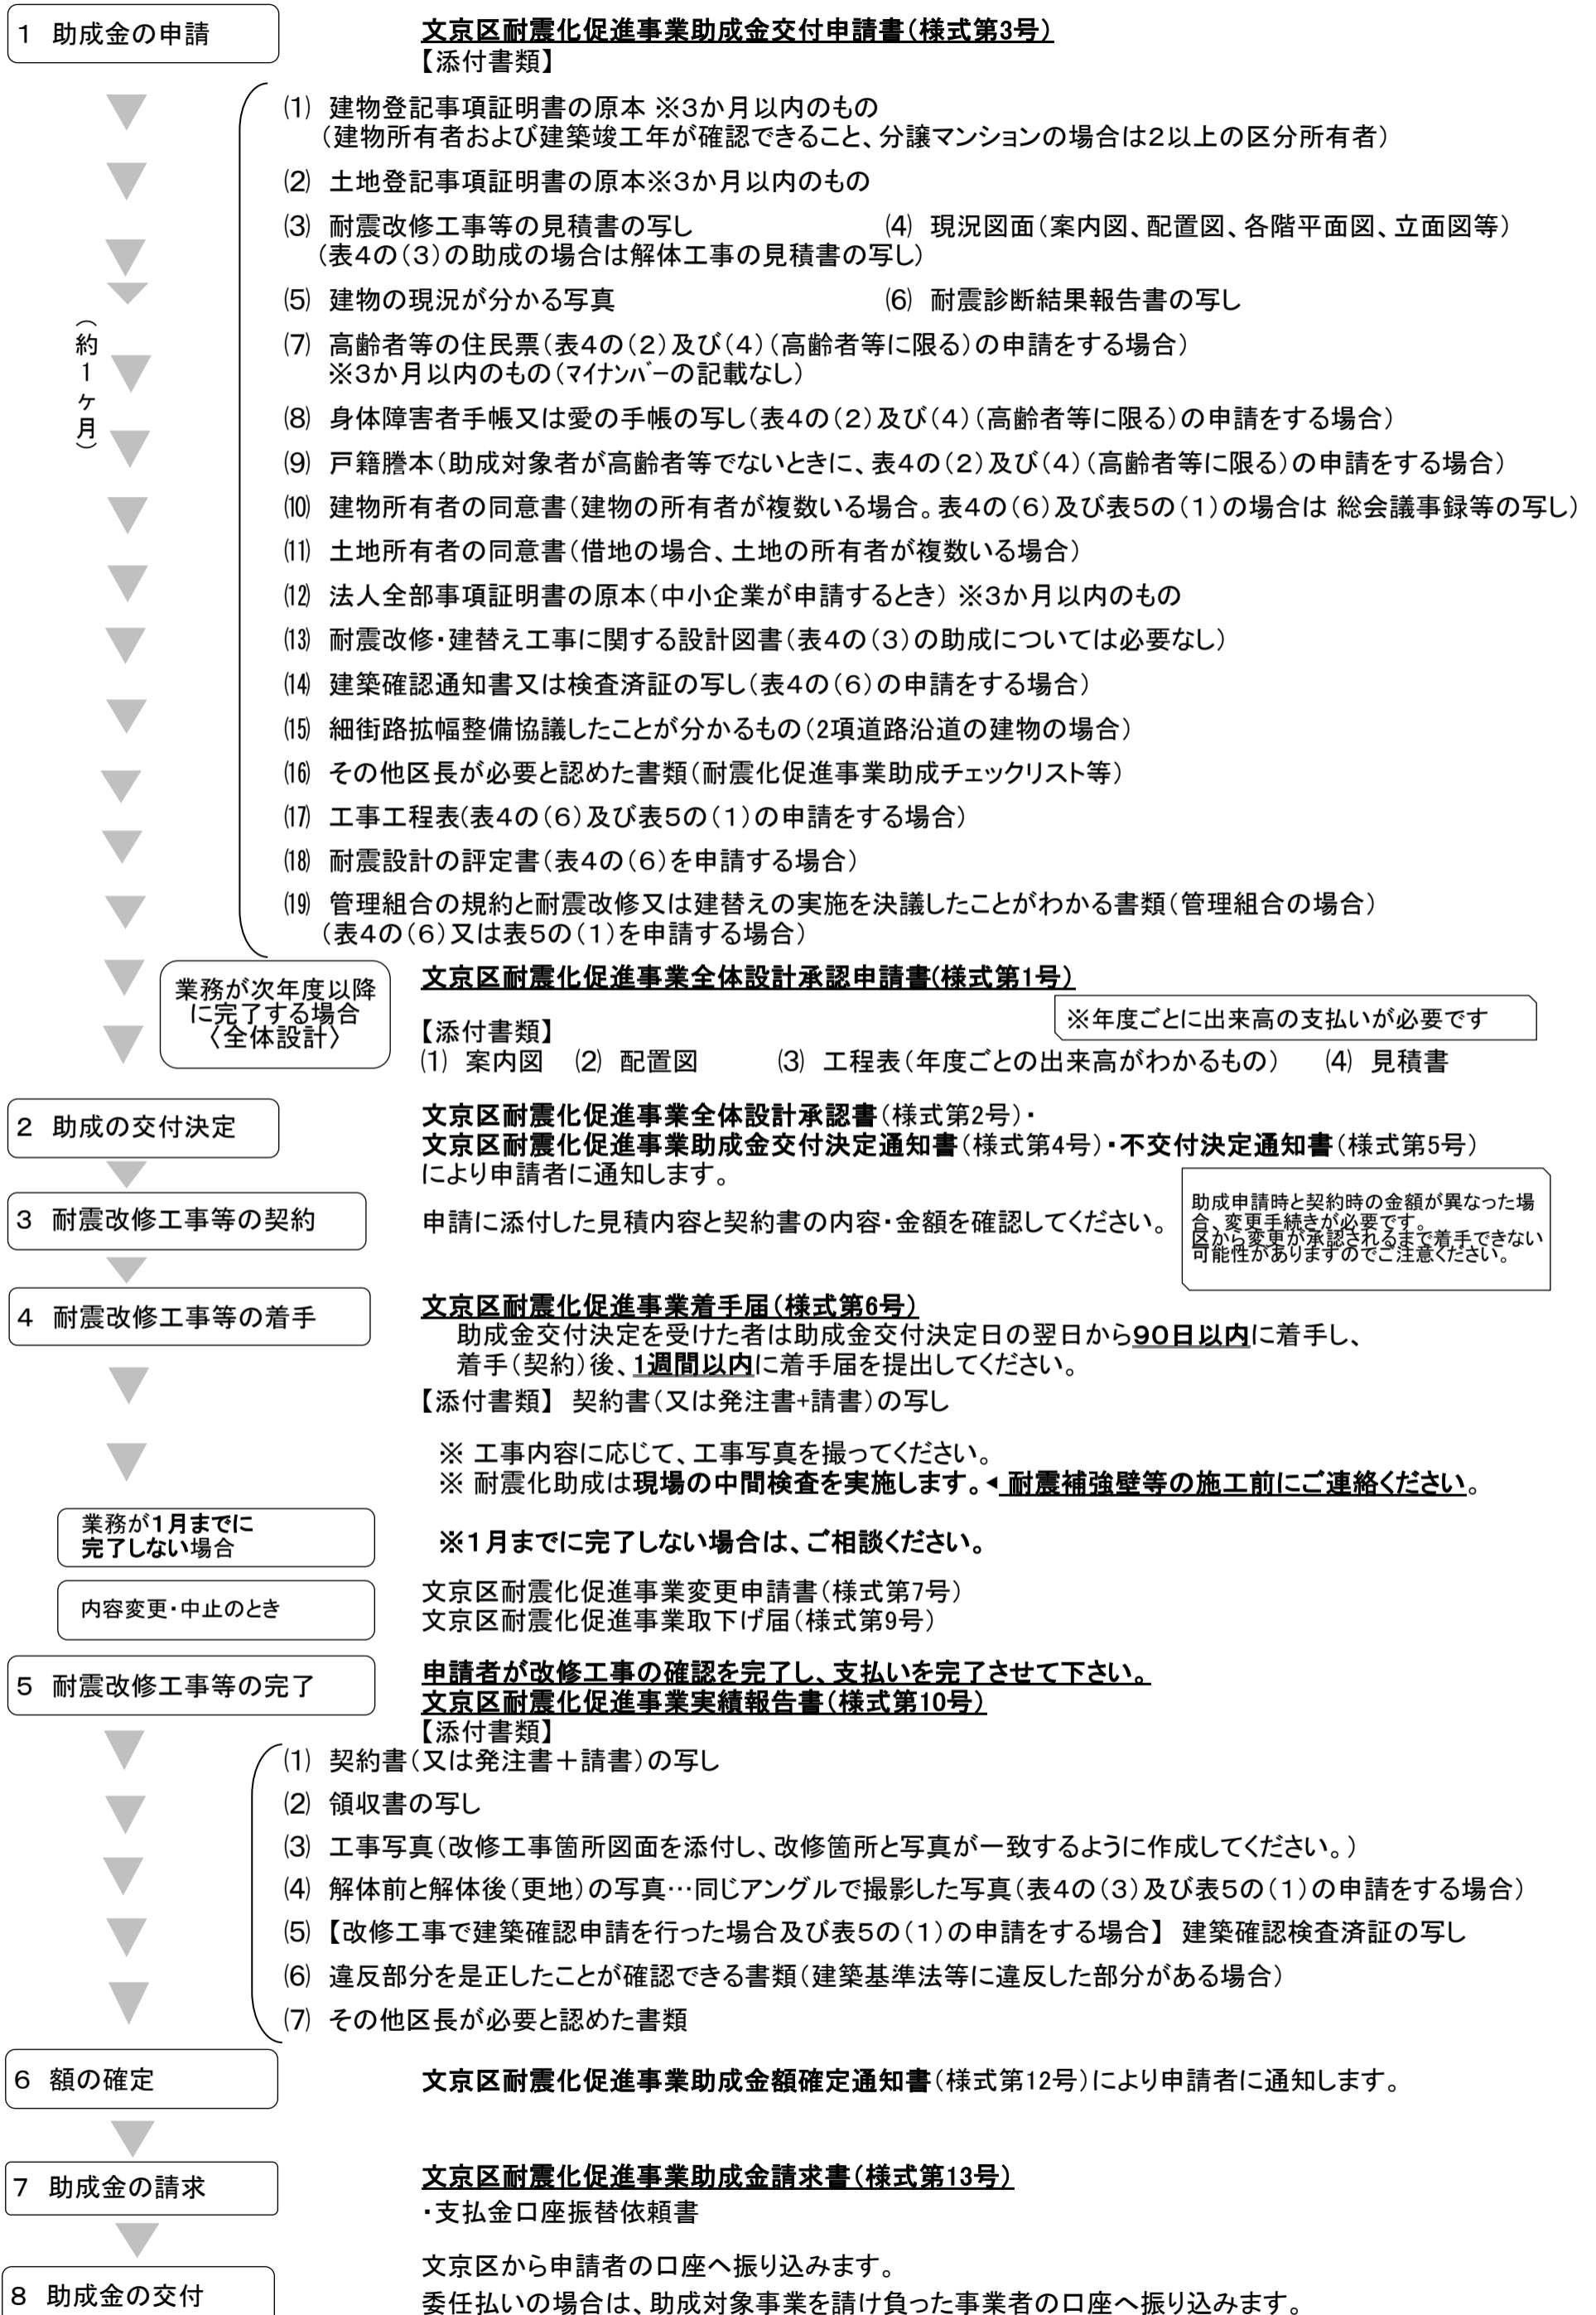 1 助成金の申請
文京区耐震化促進事業助成金交付申請書(様式第3号)
【添付書類】
(約1ヶ月)
⑴ 建物登記事項証明書の原本 ※3か月以内のもの
(建物所有者および建築竣工年が確認できること、分譲マンションの場合は2以上の区分所有者)
⑵ 土地登記事項証明書の原本※3か月以内のもの
⑶ 耐震改修工事等の見積書の写し ⑷ 現況図面(案内図、配置図、各階平面図、立面図等)
(表4の(3)の助成の場合は解体工事の見積書の写し)
⑸ 建物の現況が分かる写真 ⑹ 耐震診断結果報告書の写し
⑺ 高齢者等の住民票(表4の(2)及び(4)(高齢者等に限る)の申請をする場合)
※3か月以内のもの(マイナンバーの記載なし)
⑻ 身体障害者手帳又は愛の手帳の写し(表4の(2)及び(4)(高齢者等に限る)の申請をする場合)
⑼ 戸籍謄本(助成対象者が高齢者等でないときに、表4の(2)及び(4)(高齢者等に限る)の申請をする場合)
⑽ 建物所有者の同意書(建物の所有者が複数いる場合。表4の(6)及び表5の(1)の場合は 総会議事録等の写し)
⑾ 土地所有者の同意書(借地の場合、土地の所有者が複数いる場合)
⑿ 法人全部事項証明書の原本(中小企業が申請するとき) ※3か月以内のもの
⒀ 耐震改修・建替え工事に関する設計図書(表4の(3)の助成については必要なし)
⒁ 建築確認通知書又は検査済証の写し(表4の(6)の申請をする場合)
⒂ 細街路拡幅整備協議したことが分かるもの(2項道路沿道の建物の場合)
⒃ その他区長が必要と認めた書類(耐震化促進事業助成チェックリスト等)
⒄ 工事工程表(表4の(6)及び表5の(1)の申請をする場合)
⒅ 耐震設計の評定書(表4の(6)を申請する場合)
⒆ 管理組合の規約と耐震改修又は建替えの実施を決議したことがわかる書類(管理組合の場合)
(表4の(6)又は表5の(1)を申請する場合)
業務が次年度以降
に完了する場合
〈全体設計〉
文京区耐震化促進事業全体設計承認申請書(様式第1号)
※年度ごとに出来高の支払いが必要です
【添付書類】
⑴ 案内図 ⑵ 配置図 ⑶ 工程表(年度ごとの出来高がわかるもの) ⑷ 見積書
2 助成の交付決定
文京区耐震化促進事業全体設計承認書(様式第2号)・
文京区耐震化促進事業助成金交付決定通知書(様式第4号)・不交付決定通知書(様式第5号)
により申請者に通知します。
3 耐震改修工事等の契約
申請に添付した見積内容と契約書の内容・金額を確認してください。
助成申請時と契約時の金額が異なった場
合、変更手続きが必要です。
区から変更が承認されるまで着手できない
可能性がありますのでご注意ください。
4 耐震改修工事等の着手
文京区耐震化促進事業着手届(様式第6号)
助成金交付決定を受けた者は助成金交付決定日の翌日から90日以内に着手し、
着手(契約)後、1週間以内に着手届を提出してください。
【添付書類】 契約書(又は発注書+請書)の写し
※ 工事内容に応じて、工事写真を撮ってください。
※ 耐震化助成は現場の中間検査を実施します。◀ 耐震補強壁等の施工前にご連絡ください。
業務が1月までに
完了しない場合
※1月までに完了しない場合は、ご相談ください。
内容変更・中止のとき
文京区耐震化促進事業変更申請書(様式第7号)
文京区耐震化促進事業取下げ届(様式第9号)
5 耐震改修工事等の完了
申請者が改修工事の確認を完了し、支払いを完了させて下さい。
文京区耐震化促進事業実績報告書(様式第10号)
【添付書類】
⑴ 契約書(又は発注書+請書)の写し
⑵ 領収書の写し
⑶ 工事写真(改修工事箇所図面を添付し、改修箇所と写真が一致するように作成してください。)
⑷ 解体前と解体後(更地)の写真…同じアングルで撮影した写真(表4の(3)及び表5の(1)の申請をする場合)
⑸ 【改修工事で建築確認申請を行った場合及び表5の(1)の申請をする場合】 建築確認検査済証の写し
⑹ 違反部分を是正したことが確認できる書類(建築基準法等に違反した部分がある場合)
⑺ その他区長が必要と認めた書類
6 額の確定
文京区耐震化促進事業助成金額確定通知書(様式第12号)により申請者に通知します。
7 助成金の請求
文京区耐震化促進事業助成金請求書(様式第13号)
・支払金口座振替依頼書
8 助成金の交付
文京区から申請者の口座へ振り込みます。
委任払いの場合は、助成対象事業を請け負った事業者の口座へ振り込みます。